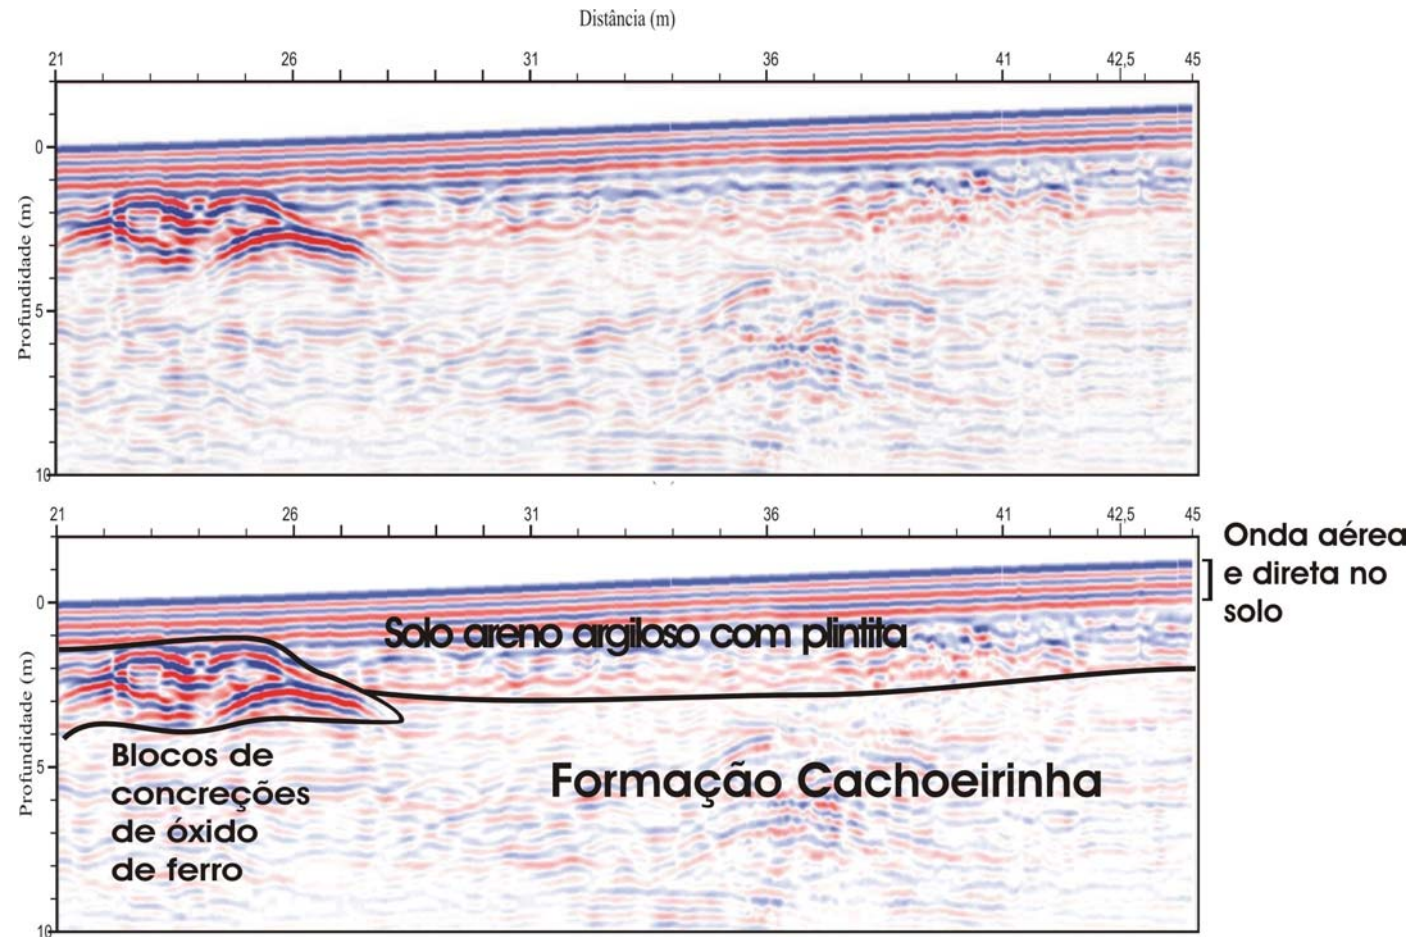 Distância (m)
21 26 31 36 41 42,5 45
Profundidade (m)
0
5
10
21 26 31 36 41 42,5 45
Onda aérea
e direta no
solo
Profundidade (m)
0
5
10
Solo areno argiloso com plintita
Blocos de
concreções
de óxido
de ferro
Formação Cachoeirinha